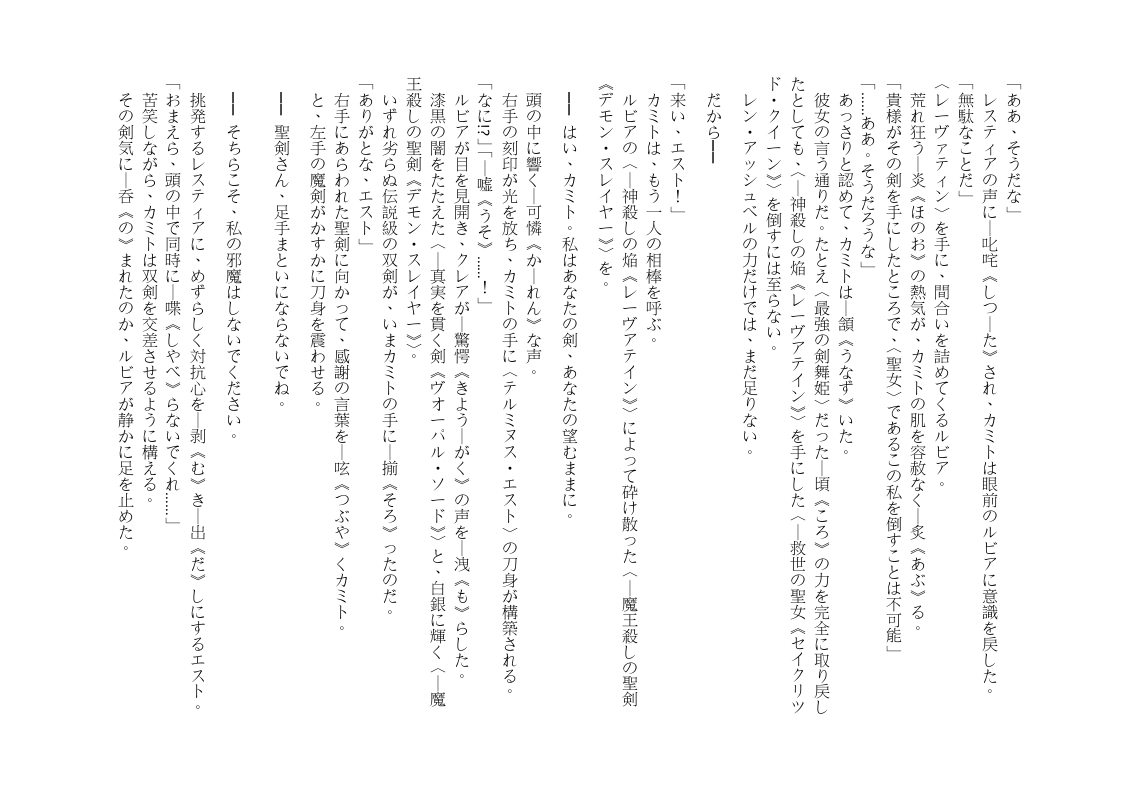 「ああ、そうだな」
レスティアの声に―叱咤《しつ―た》され、カミトは眼前のルビアに意識を戻した。
「無駄なことだ」
〈レーヴァティン〉を手に、間合いを詰めてくるルビア。
荒れ狂う―炎《ほのお》の熱気が、カミトの肌を容赦なく―炙《あぶ》る。
「貴様がその剣を手にしたところで、〈聖女〉であるこの私を倒すことは不可能」
「……ああ。そうだろうな」
あっさりと認めて、カミトは―頷《うなず》いた。
彼女の言う通りだ。たとえ〈最強の剣舞姫〉だった―頃《ころ》の力を完全に取り戻し
たとしても、〈―神殺しの焔《レーヴアテイン》〉を手にした〈―救世の聖女《セイクリツ
ド・クイーン》〉を倒すには至らない。
レン・アッシュベルの力だけでは、まだ足りない。
だから――
「来い、エスト！」
カミトは、もう一人の相棒を呼ぶ。
ルビアの〈―神殺しの焔《レーヴアテイン》〉によって砕け散った〈―魔王殺しの聖剣
《デモン・スレイヤー》〉を。
―― はい、カミト。私はあなたの剣、あなたの望むままに。
頭の中に響く―可憐《か―れん》な声。
右手の刻印が光を放ち、カミトの手に〈テルミヌス・エスト〉の刀身が構築される。
「なに!?」「―嘘《うそ》……！」
ルビアが目を見開き、クレアが―驚愕《きよう―がく》の声を―洩《も》らした。
漆黒の闇をたたえた〈―真実を貫く剣《ヴオーパル・ソード》〉と、白銀に輝く〈―魔
王殺しの聖剣《デモン・スレイヤー》〉。
いずれ劣らぬ伝説級の双剣が、いまカミトの手に―揃《そろ》ったのだ。
「ありがとな、エスト」
右手にあらわれた聖剣に向かって、感謝の言葉を―呟《つぶや》くカミト。
と、左手の魔剣がかすかに刀身を震わせる。
―― 聖剣さん、足手まといにならないでね。
―― そちらこそ、私の邪魔はしないでください。
挑発するレスティアに、めずらしく対抗心を―剥《む》き―出《だ》しにするエスト。
「おまえら、頭の中で同時に―喋《しやべ》らないでくれ……」
苦笑しながら、カミトは双剣を交差させるように構える。
その剣気に―呑《の》まれたのか、ルビアが静かに足を止めた。